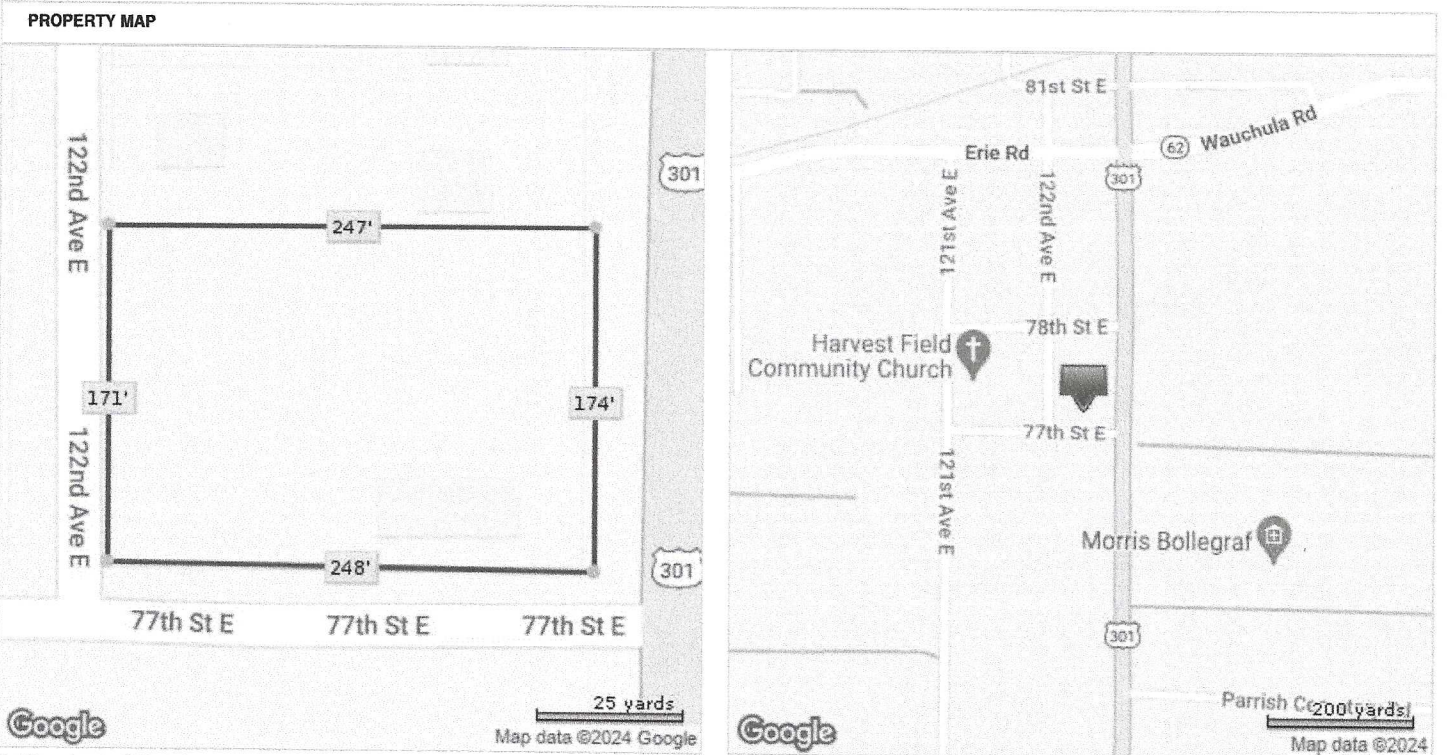 PROPERTY MAP
122nd Ave E
301
247'
171'
174'
122nd Ave E
248'
301
77th St E
77th St E
77th St E
25 yards
Google
Map data ©2024 Google
81st St E
62
Wauchula Rd
Erie Rd
301
121st Ave E
122nd Ave E
78th St E
Harvest Field
Community Church
77th St E
121st Ave E
Morris Bollegraf
301
Parrish
200 yards
Google
Map data ©2024